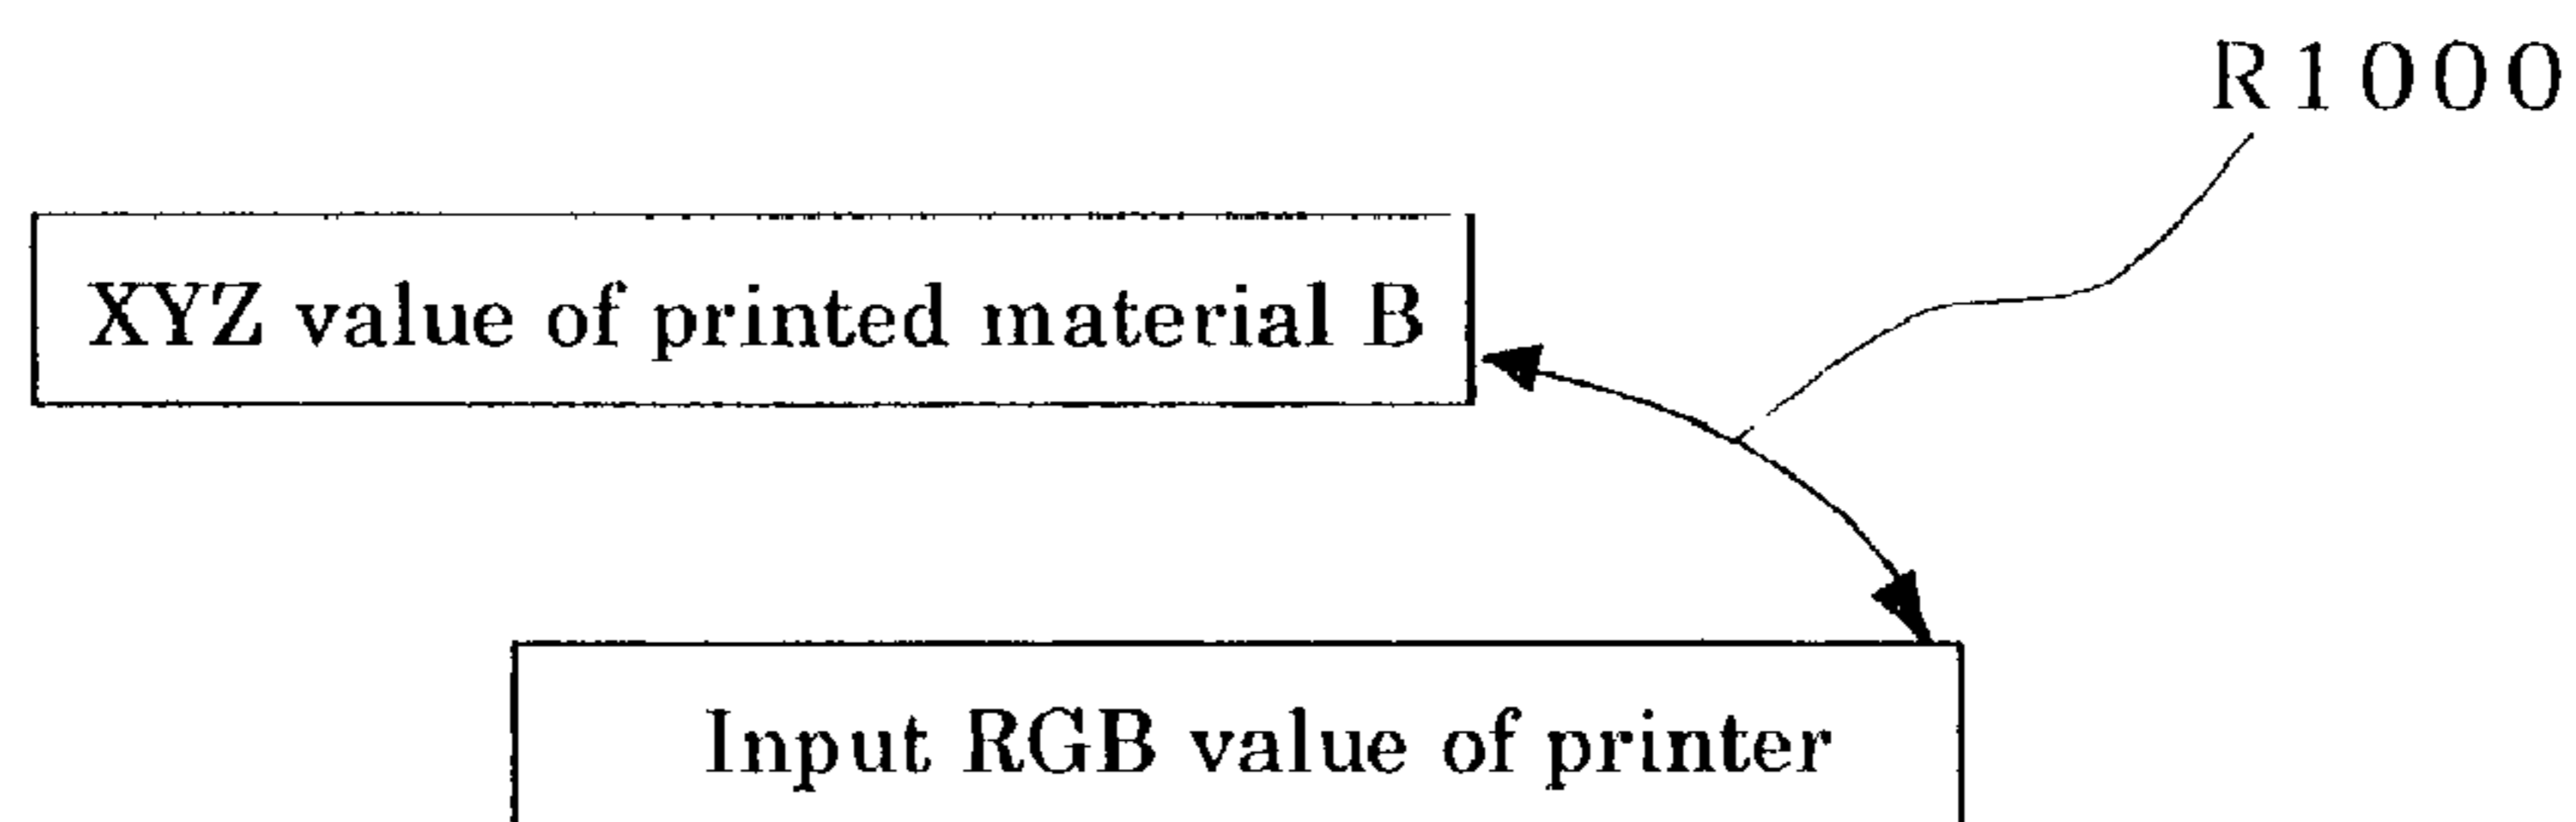 R1000
XYZ value of printed material B
Input RGB value of printer